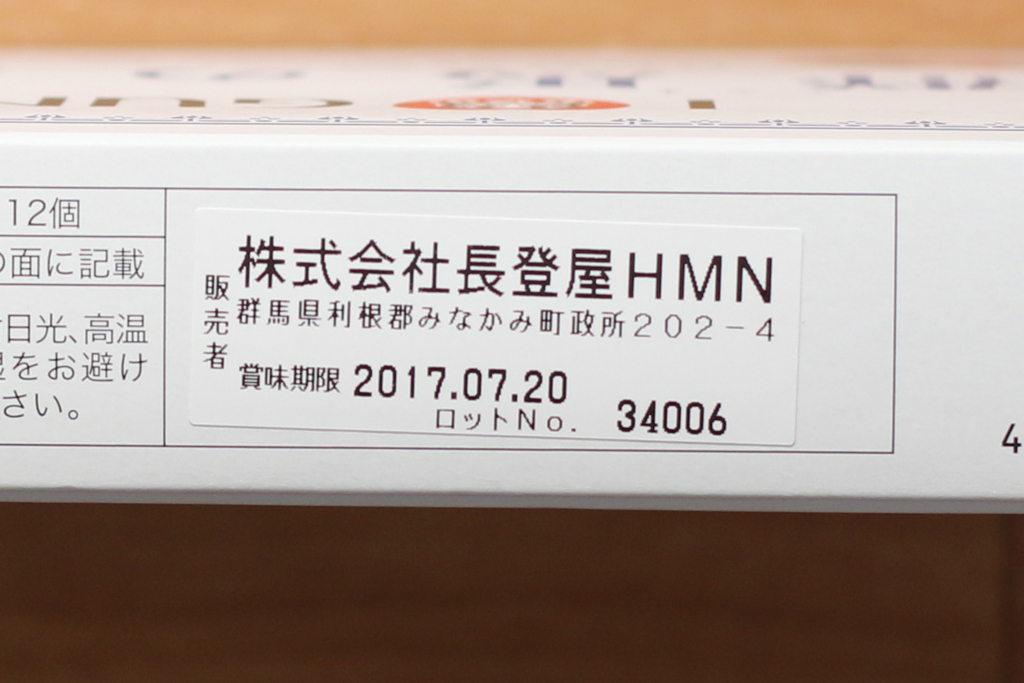 12個
の面に記載
日光、高温
湿をお避け
さい。
販売者
株式会社長登屋HMN
群馬県利根郡みなかみ町政所202-4
賞味期限 2017.07.20
ロットNo. 34006
4